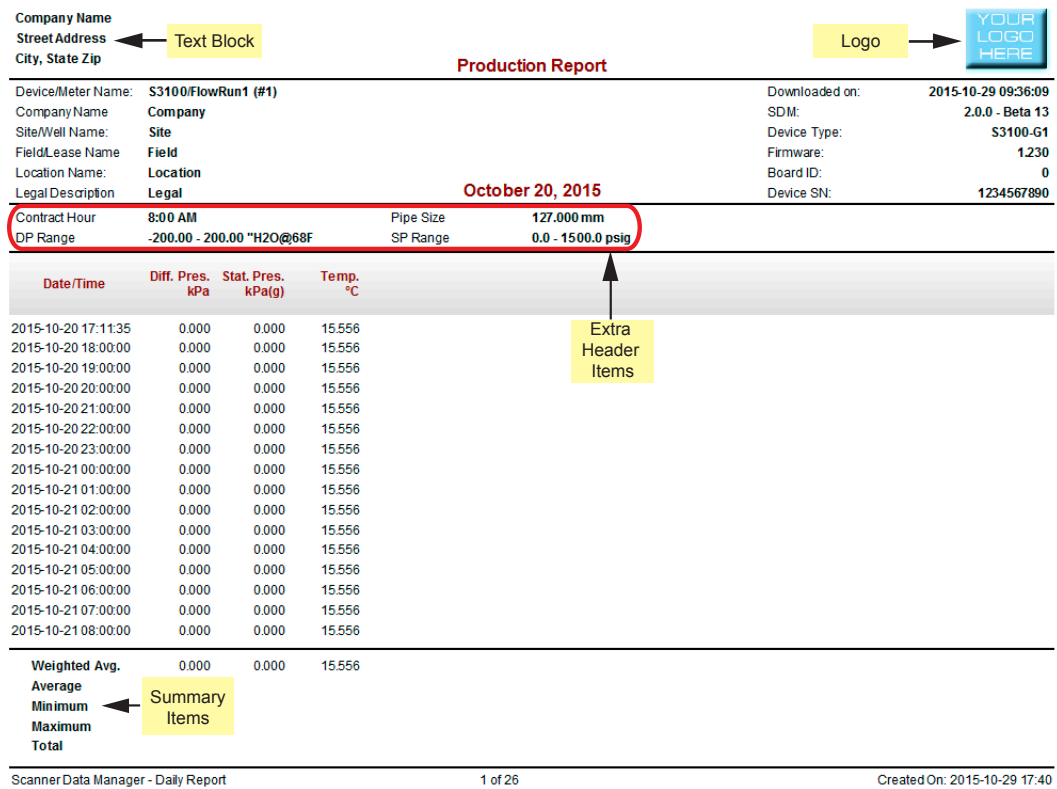 Company Name
Street Address
City, State Zip
Text Block
Logo
YOUR
LOGO
HERE
Production Report
Device/Meter Name: S3100/FlowRun1 (#1) Downloaded on: 2015-10-29 09:36:09
Company Name Company SDM: 2.0.0 - Beta 13
Site/Well Name: Site Device Type: S3100-G1
Field/Lease Name Field Firmware: 1.230
Location Name: Location Board ID: 0
Legal Description Legal October 20, 2015 Device SN: 1234567890
Contract Hour 8:00 AM Pipe Size 127.000 mm
DP Range -200.00 - 200.00 "H2O@68F SP Range 0.0 - 1500.0 psig
Date/Time Diff. Pres. kPa Stat. Pres. kPa(g) Temp. °C
Extra
Header
Items
2015-10-20 17:11:35 0.000 0.000 15.556
2015-10-20 18:00:00 0.000 0.000 15.556
2015-10-20 19:00:00 0.000 0.000 15.556
2015-10-20 20:00:00 0.000 0.000 15.556
2015-10-20 21:00:00 0.000 0.000 15.556
2015-10-20 22:00:00 0.000 0.000 15.556
2015-10-20 23:00:00 0.000 0.000 15.556
2015-10-21 00:00:00 0.000 0.000 15.556
2015-10-21 01:00:00 0.000 0.000 15.556
2015-10-21 02:00:00 0.000 0.000 15.556
2015-10-21 03:00:00 0.000 0.000 15.556
2015-10-21 04:00:00 0.000 0.000 15.556
2015-10-21 05:00:00 0.000 0.000 15.556
2015-10-21 06:00:00 0.000 0.000 15.556
2015-10-21 07:00:00 0.000 0.000 15.556
2015-10-21 08:00:00 0.000 0.000 15.556
Weighted Avg. 0.000 0.000 15.556
Average
Minimum
Maximum
Total
Summary
Items
Scanner Data Manager - Daily Report 1 of 26 Created On: 2015-10-29 17:40